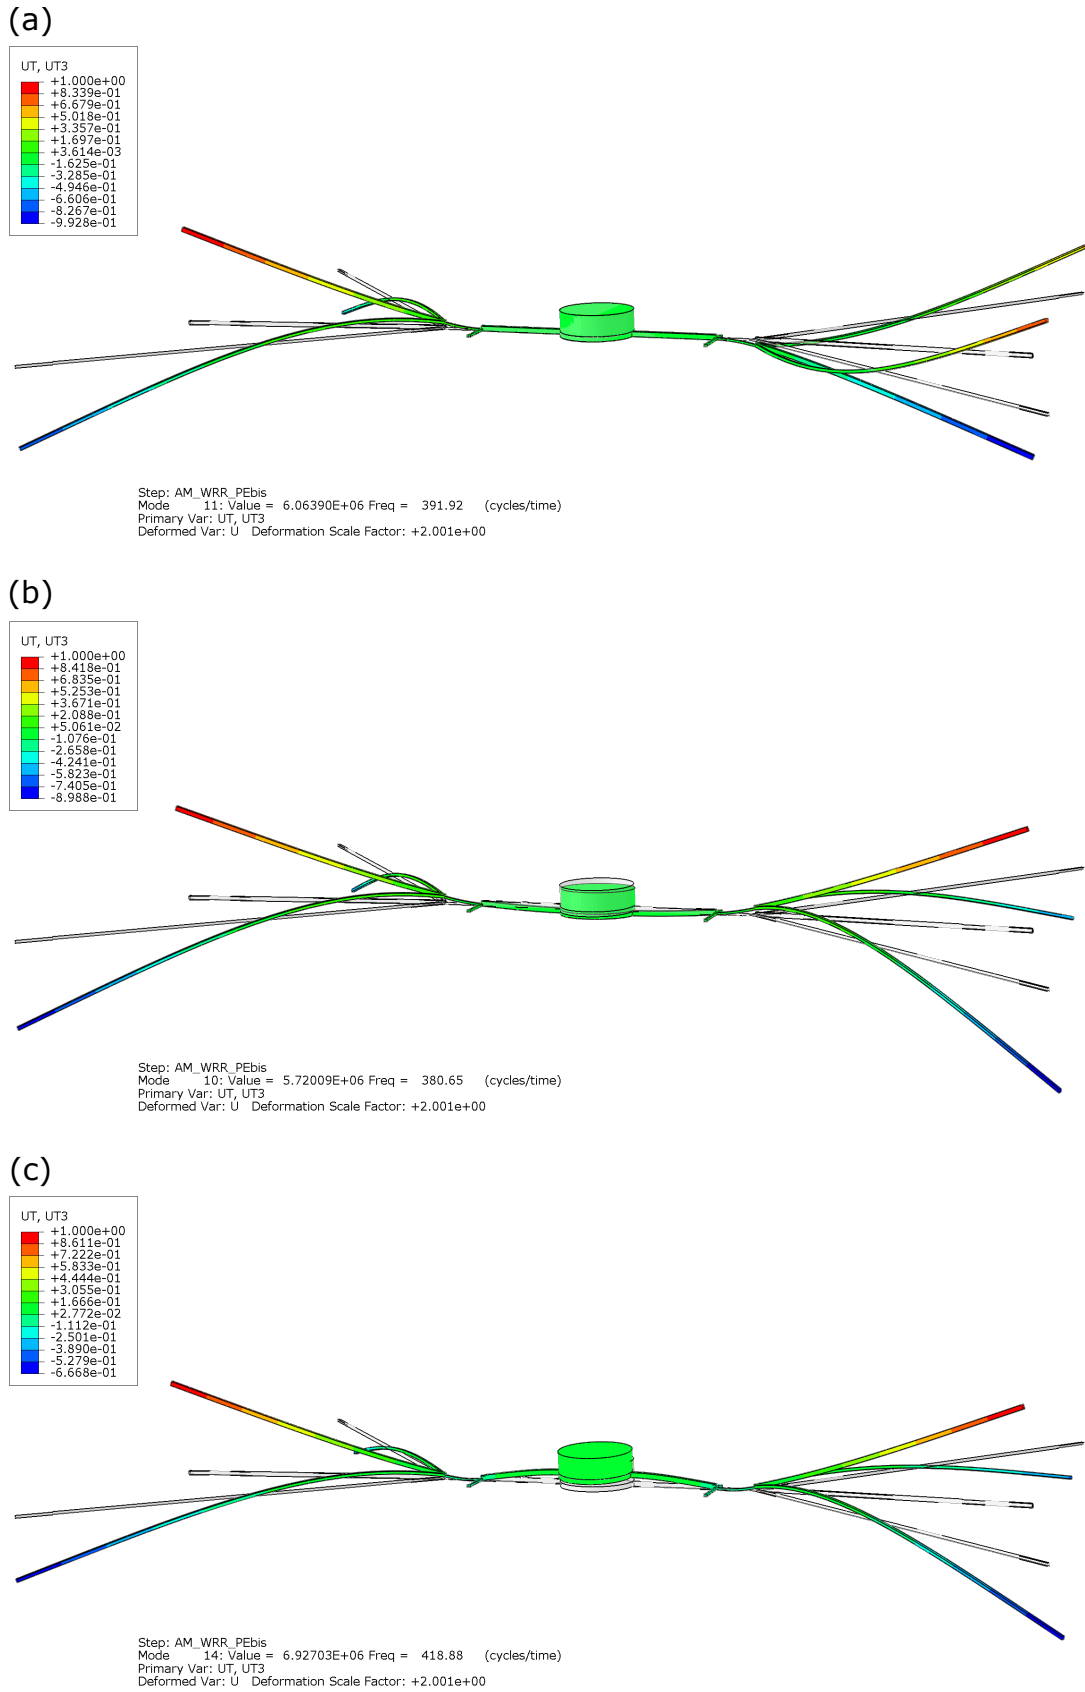 (a)
UT, UT3
+1.000e+00
+8.339e-01
+6.679e-01
+5.018e-01
+3.357e-01
+1.697e-01
+3.614e-03
-1.625e-01
-3.285e-01
-4.946e-01
-6.606e-01
-8.267e-01
-9.928e-01
Step: AM_WRR_PEbis
Mode 11: Value = 6.06390E+06 Freq = 391.92 (cycles/time)
Primary Var: UT, UT3
Deformed Var: U Deformation Scale Factor: +2.001e+00
(b)
UT, UT3
+1.000e+00
+8.418e-01
+6.835e-01
+5.253e-01
+3.671e-01
+2.088e-01
+5.061e-02
-1.076e-01
-2.658e-01
-4.241e-01
-5.823e-01
-7.405e-01
-8.988e-01
Step: AM_WRR_PEbis
Mode 10: Value = 5.72009E+06 Freq = 380.65 (cycles/time)
Primary Var: UT, UT3
Deformed Var: U Deformation Scale Factor: +2.001e+00
(c)
UT, UT3
+1.000e+00
+8.611e-01
+7.222e-01
+5.833e-01
+4.444e-01
+3.055e-01
+1.666e-01
+2.772e-02
-1.112e-01
-2.501e-01
-3.890e-01
-5.279e-01
-6.668e-01
Step: AM_WRR_PEbis
Mode 14: Value = 6.92703E+06 Freq = 418.88 (cycles/time)
Primary Var: UT, UT3
Deformed Var: U Deformation Scale Factor: +2.001e+00